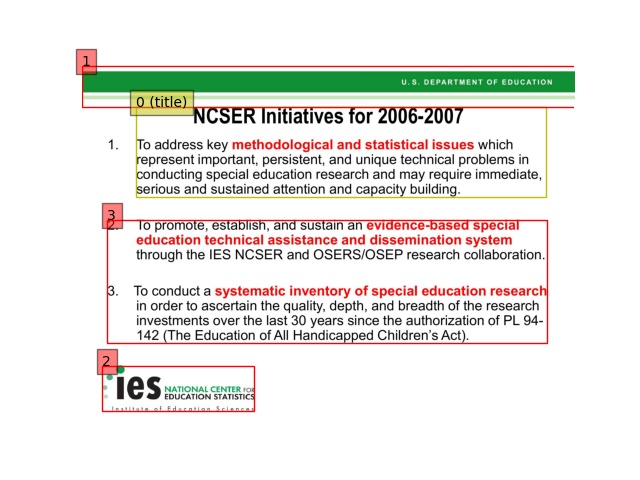 1
U.S. DEPARTMENT OF EDUCATION
0 (title)
NCSER Initiatives for 2006-2007
1. To address key methodological and statistical issues which
represent important, persistent, and unique technical problems in
conducting special education research and may require immediate,
serious and sustained attention and capacity building.
3
2. To promote, establish, and sustain an evidence-based special
education technical assistance and dissemination system
through the IES NCSER and OSERS/OSEP research collaboration.
3. To conduct a systematic inventory of special education research
in order to ascertain the quality, depth, and breadth of the research
investments over the last 30 years since the authorization of PL 94-
142 (The Education of All Handicapped Children's Act).
2
ies NATIONAL CENTER FOR
EDUCATION STATISTICS
Institute of Education Sciences